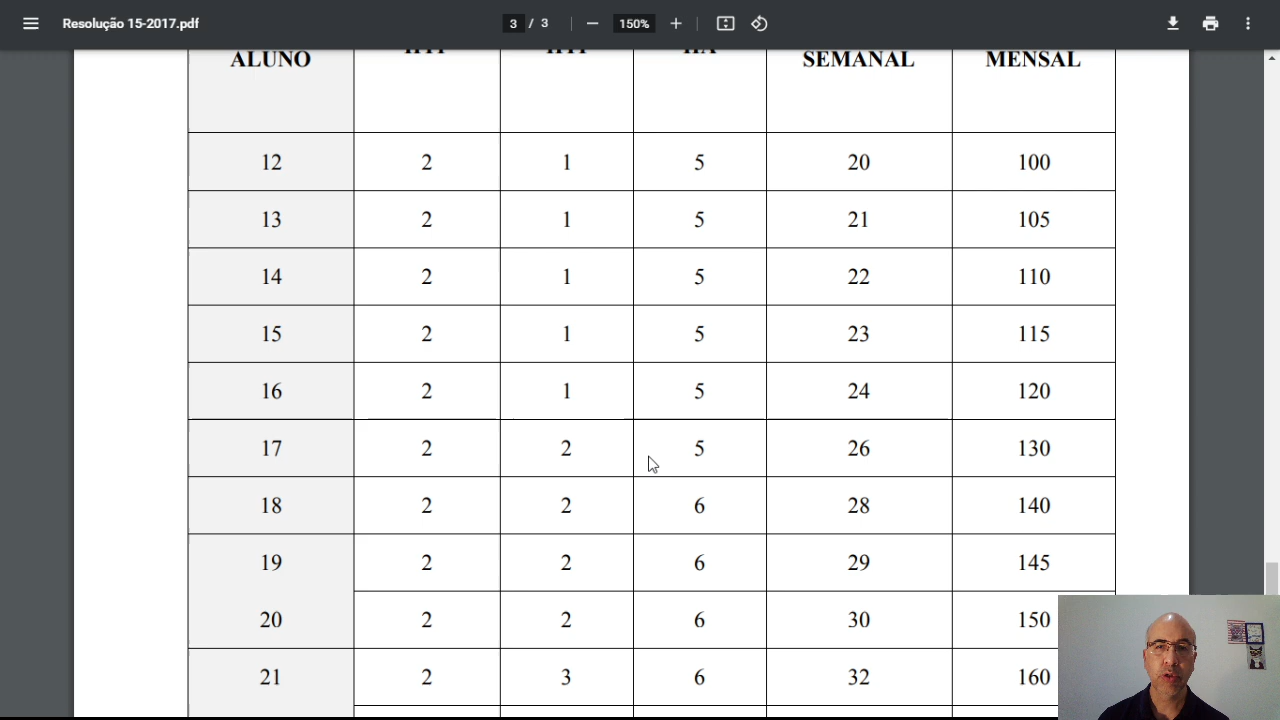 Resolução 15-2017.pdf 3 / 3 150%
ALUNO SEMANAL MENSAL
12 2 1 5 20 100
13 2 1 5 21 105
14 2 1 5 22 110
15 2 1 5 23 115
16 2 1 5 24 120
17 2 2 5 26 130
18 2 2 6 28 140
19 2 2 6 29 145
20 2 2 6 30 150
21 2 3 6 32 160